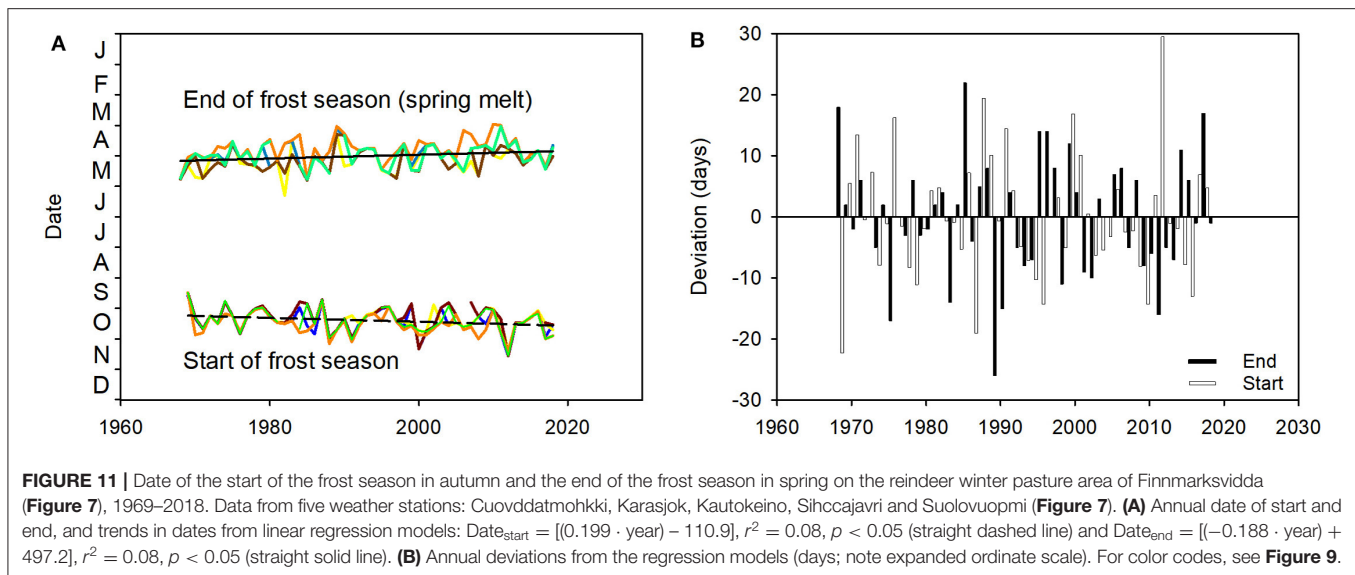 A
J
F
M
A
M
J
J
A
S
O
N
D
Date
End of frost season (spring melt)
Start of frost season
1960 1980 2000 2020
B
30
20
10
0
-10
-20
-30
Deviation (days)
End
Start
1960 1970 1980 1990 2000 2010 2020 2030
FIGURE 11 | Date of the start of the frost season in autumn and the end of the frost season in spring on the reindeer winter pasture area of Finnmarksvidda
(Figure 7), 1969–2018. Data from five weather stations: Cuovddatmohkki, Karasjok, Kautokeino, Sihccajavri and Suolovuopmi (Figure 7). (A) Annual date of start and
end, and trends in dates from linear regression models: Datestart = [(0.199 · year) – 110.9], r² = 0.08, p < 0.05 (straight dashed line) and Dateend = [(−0.188 · year) +
497.2], r² = 0.08, p < 0.05 (straight solid line). (B) Annual deviations from the regression models (days; note expanded ordinate scale). For color codes, see Figure 9.